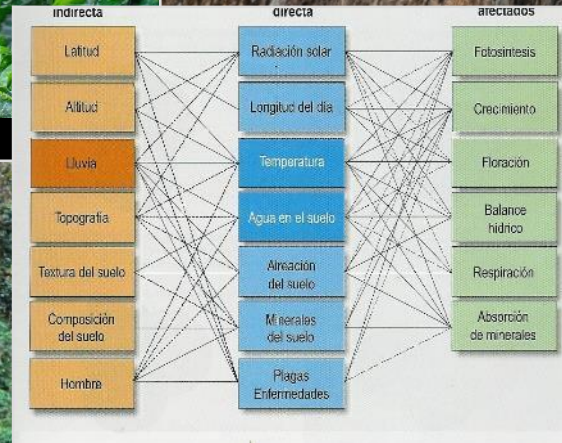 indirecta
directa
afectados
Latitud
Radiación solar
Fotosíntesis
Altitud
Longitud del día
Crecimiento
Lluvia
Temperatura
Floración
Topografía
Agua en el suelo
Balance
hídrico
Textura del suelo
Aireación
del suelo
Respiración
Composición
del suelo
Minerales
del suelo
Absorción
de minerales
Hombre
Plagas
Enfermedades